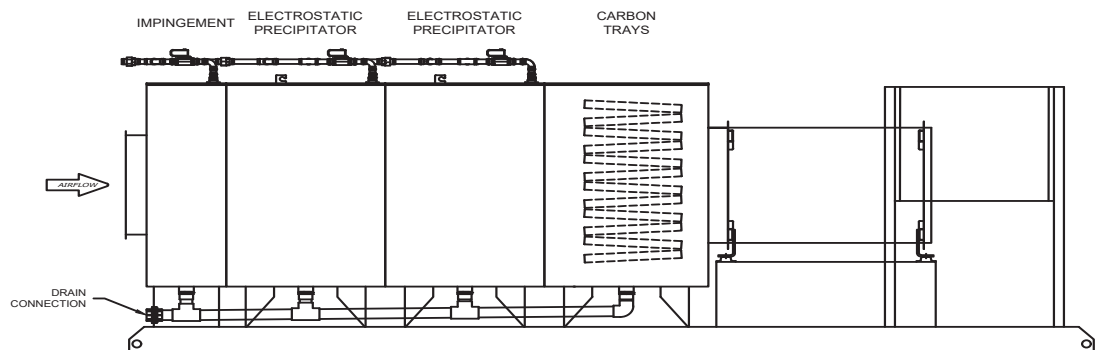 IMPINGEMENT
ELECTROSTATIC
PRECIPITATOR
ELECTROSTATIC
PRECIPITATOR
CARBON
TRAYS
AIRFLOW
DRAIN
CONNECTION